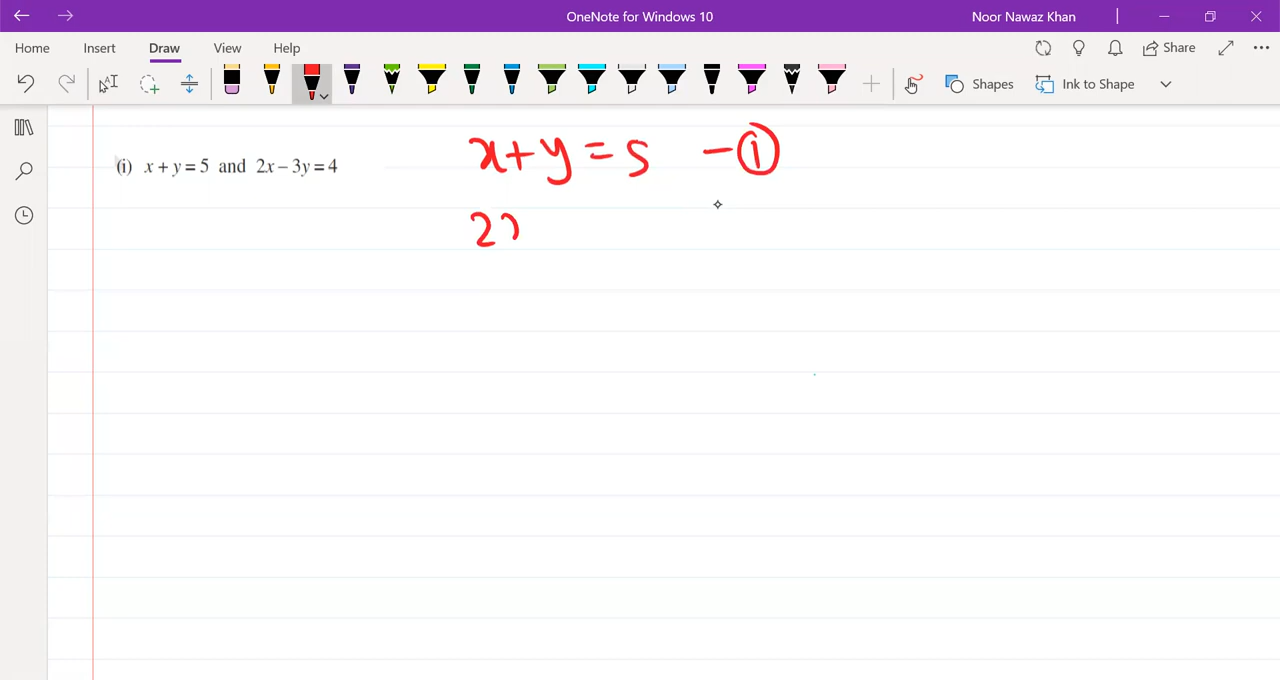 OneNote for Windows 10
Noor Nawaz Khan
Home Insert Draw View Help
Share
Shapes
Ink to Shape
(i) x + y = 5 and 2x – 3y = 4
x+y=5 -①
2